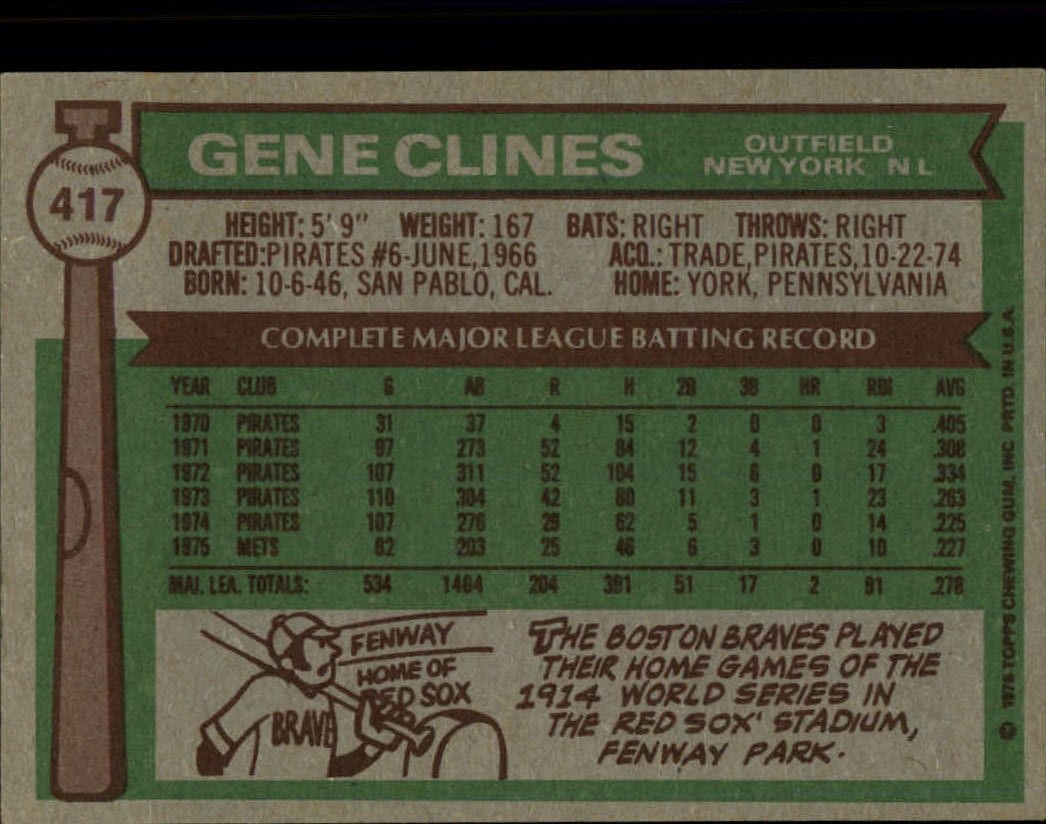 GENE CLINES
OUTFIELD
NEW YORK N L
417
HEIGHT: 5' 9" WEIGHT: 167 BATS: RIGHT THROWS: RIGHT
DRAFTED: PIRATES #6-JUNE, 1966 ACQ.: TRADE, PIRATES, 10-22-74
BORN: 10-6-46, SAN PABLO, CAL. HOME: YORK, PENNSYLVANIA
COMPLETE MAJOR LEAGUE BATTING RECORD
YEAR CLUB G AB R H 2B 3B HR RBI AVG
1970 PIRATES 31 37 4 15 2 0 0 3 .405
1971 PIRATES 97 273 52 84 12 4 1 24 .308
1972 PIRATES 107 311 52 104 15 6 0 17 .334
1973 PIRATES 110 304 42 80 11 3 1 23 .263
1974 PIRATES 107 276 29 62 5 1 0 14 .225
1975 METS 82 203 25 46 6 3 0 10 .227
MAJ. LEA. TOTALS: 534 1404 204 391 51 17 2 91 .278
FENWAY
HOME OF
RED SOX
BRAVE
THE BOSTON BRAVES PLAYED
THEIR HOME GAMES OF THE
1914 WORLD SERIES IN
THE RED SOX' STADIUM,
FENWAY PARK.
© 1976 TOPPS CHEWING GUM, INC PRTD. IN U.S.A.